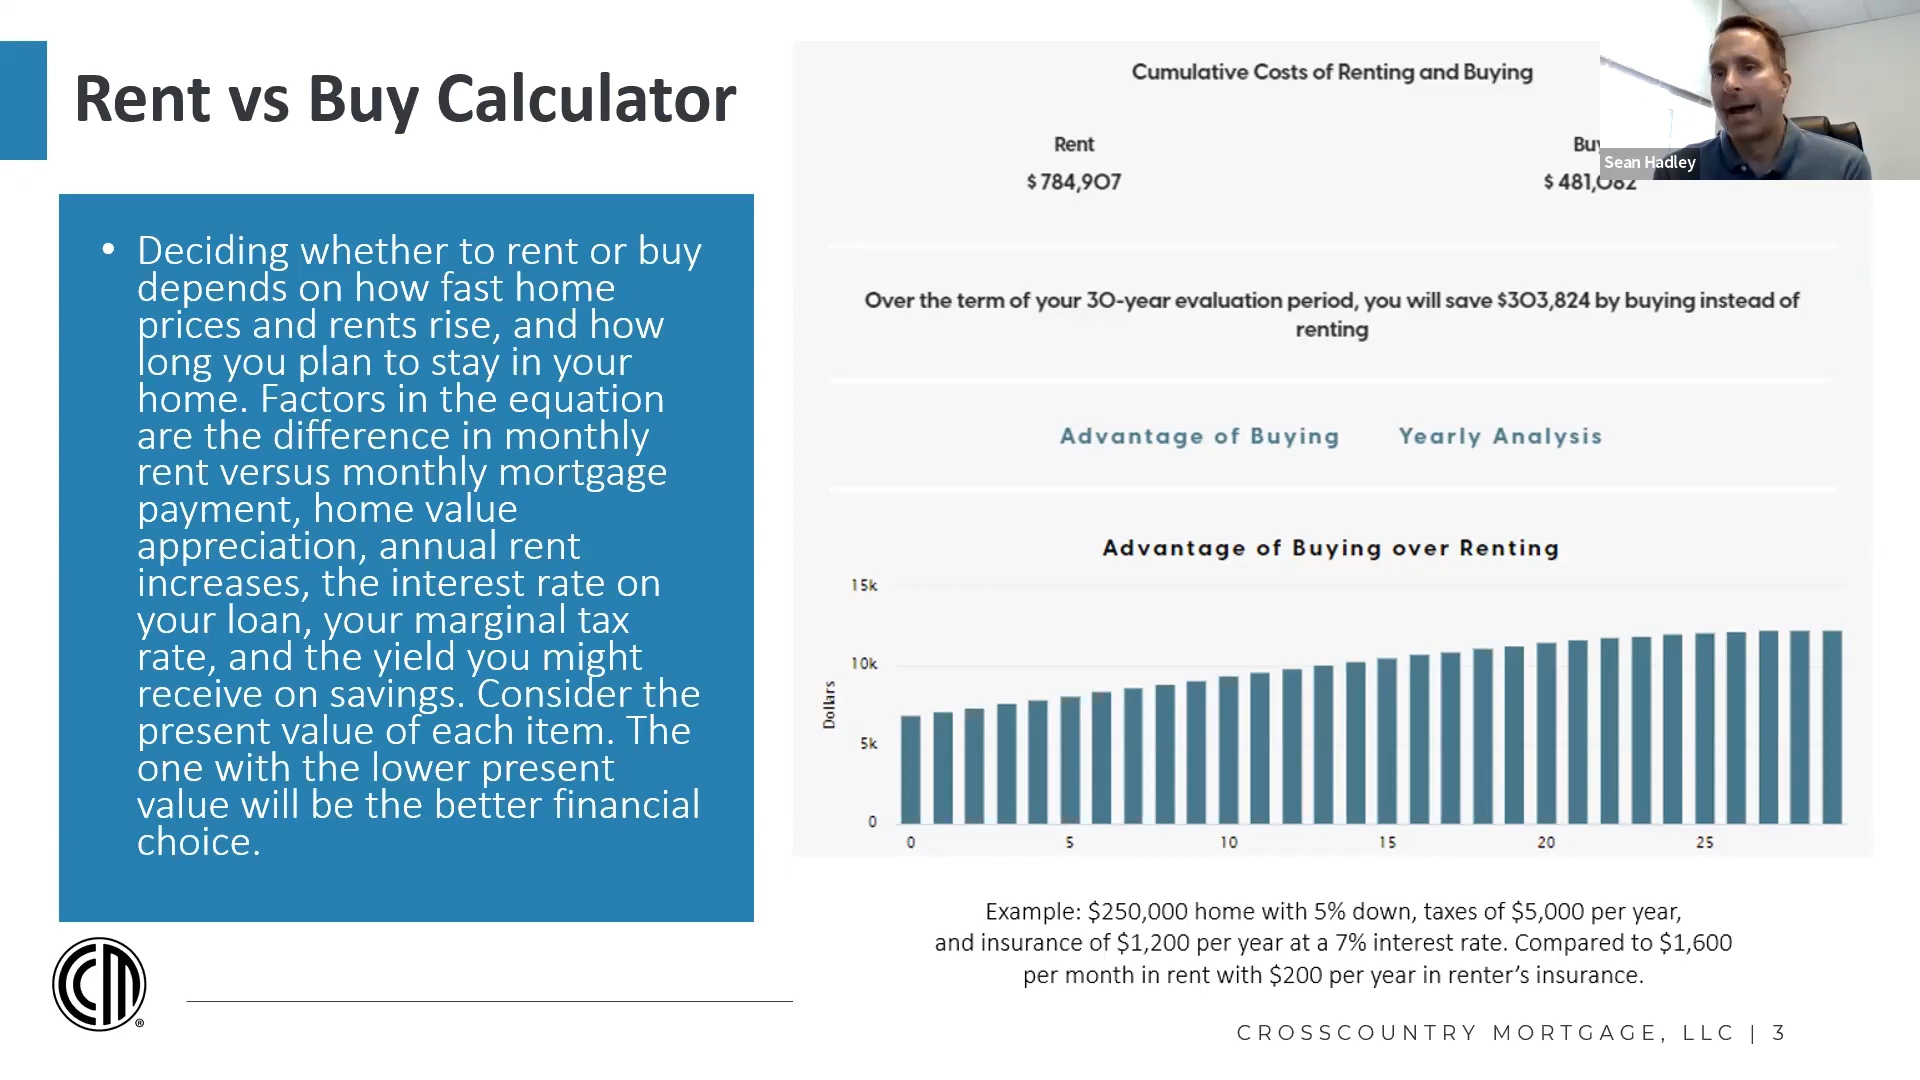 Rent vs Buy Calculator
• Deciding whether to rent or buy
depends on how fast home
prices and rents rise, and how
long you plan to stay in your
home. Factors in the equation
are the difference in monthly
rent versus monthly mortgage
payment, home value
appreciation, annual rent
increases, the interest rate on
your loan, your marginal tax
rate, and the yield you might
receive on savings. Consider the
present value of each item. The
one with the lower present
value will be the better financial
choice.
Cumulative Costs of Renting and Buying
Rent
$ 784,907
Buy
$ 481,082
Sean Hadley
Over the term of your 30-year evaluation period, you will save $303,824 by buying instead of
renting
Advantage of Buying Yearly Analysis
Advantage of Buying over Renting
15k
10k
5k
0
Dollars
0 5 10 15 20 25
Example: $250,000 home with 5% down, taxes of $5,000 per year,
and insurance of $1,200 per year at a 7% interest rate. Compared to $1,600
per month in rent with $200 per year in renter’s insurance.
CCM®
CROSSCOUNTRY MORTGAGE, LLC | 3